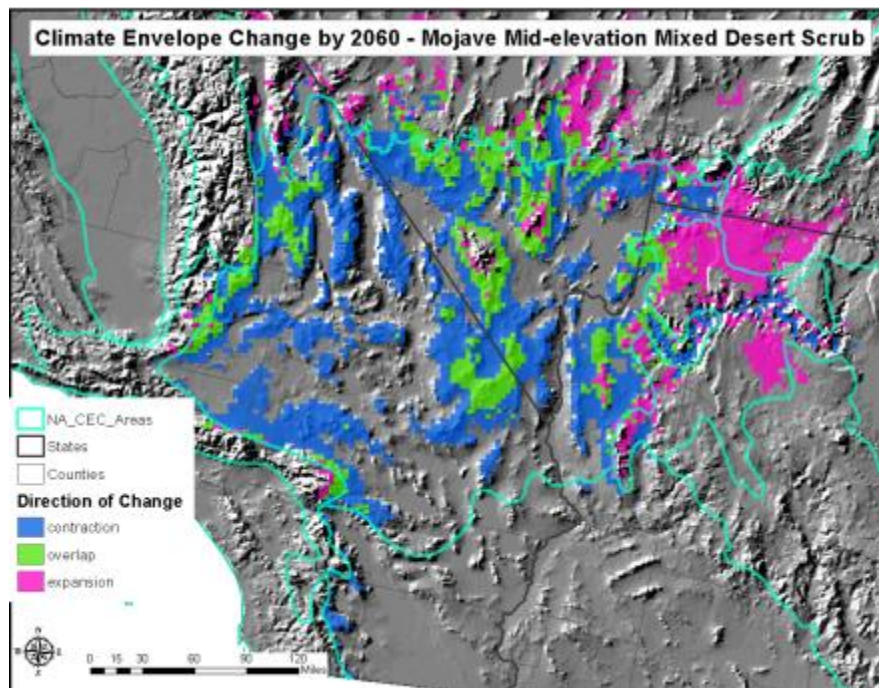 Climate Envelope Change by 2060 - Mojave Mid-elevation Mixed Desert Scrub
NA_CEC_Areas
States
Counties
Direction of Change
contraction
overlap
expansion
N
W
E
S
0 15 30 60 90 120
Miles